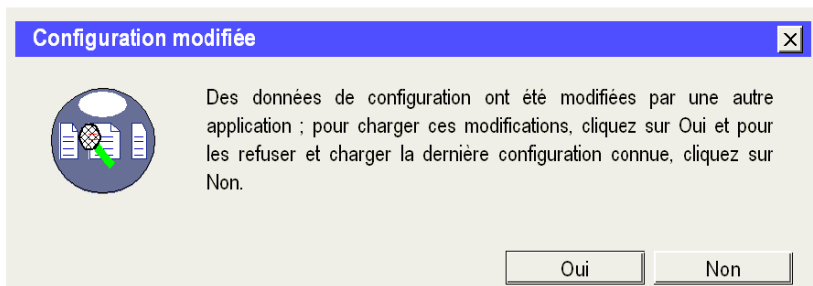 Configuration modifiée
Des données de configuration ont été modifiées par une autre
application ; pour charger ces modifications, cliquez sur Oui et pour
les refuser et charger la dernière configuration connue, cliquez sur
Non.
Oui Non